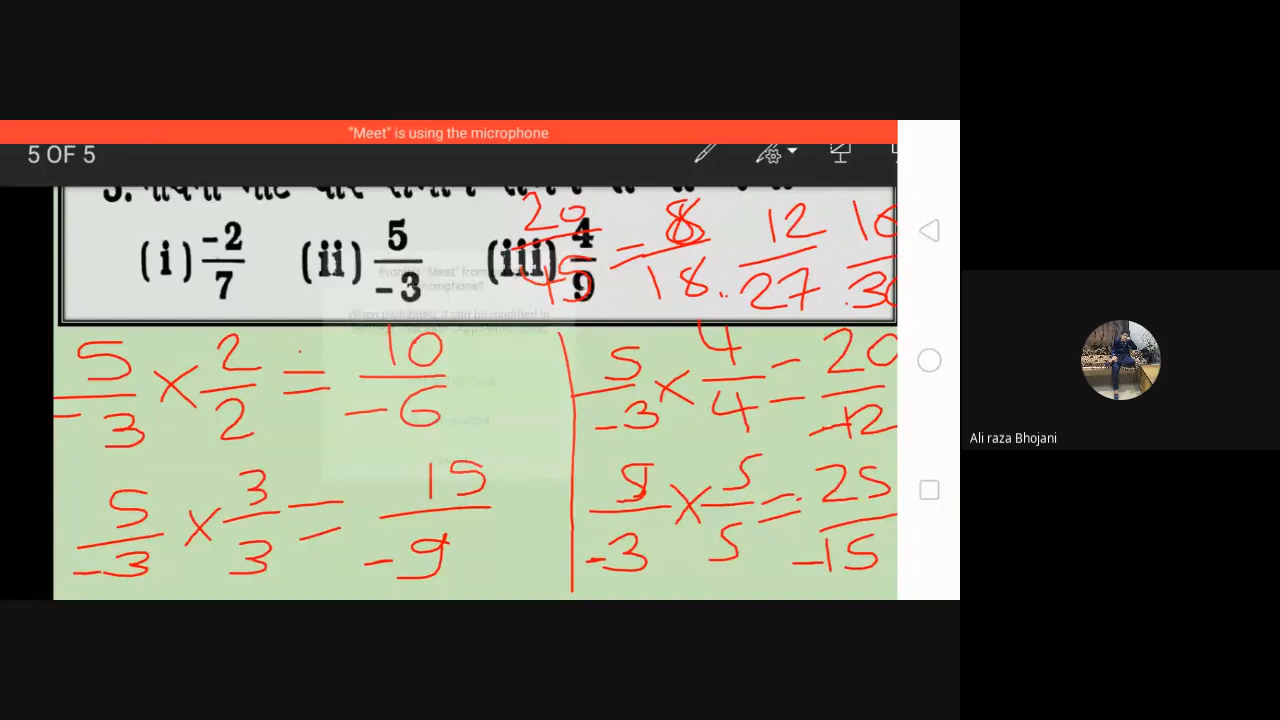 "Meet" is using the microphone
5 OF 5
(i) -2/7 (ii) 5/-3 (iii) 4/9
20/45 = 8/18. 12/27
5/-3 × 2/2 = 10/-6
5/-3 × 4/4 = 20/-12
5/-3 × 3/3 = 15/-9
5/-3 × 5/5 = 25/-15
Ali raza Bhojani